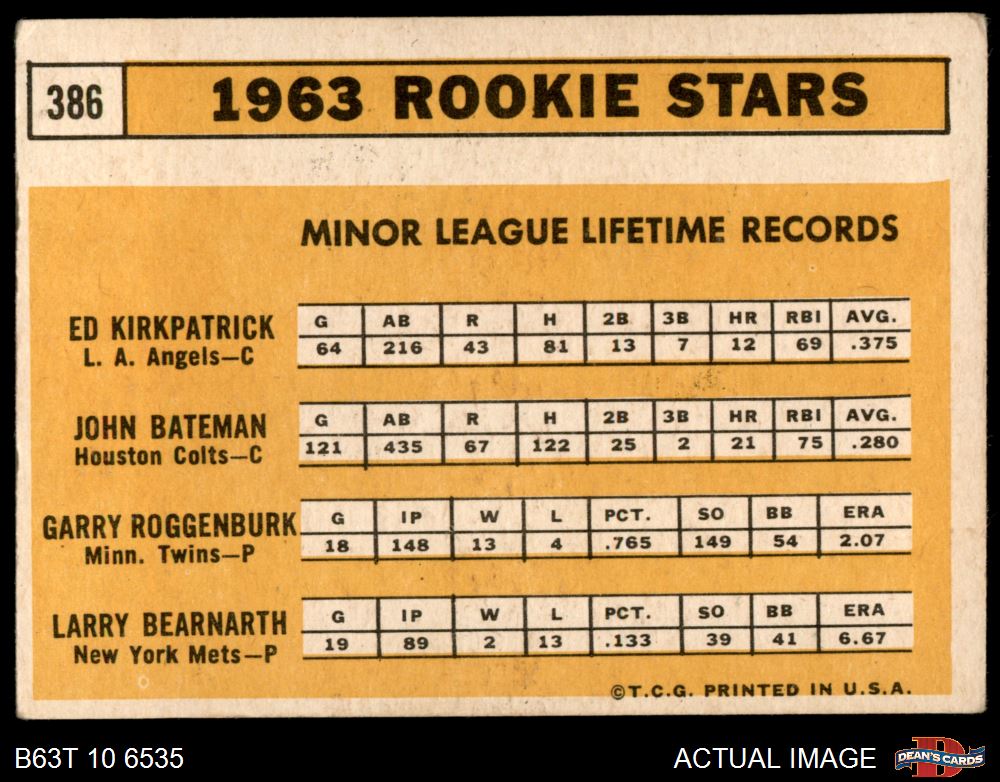 386 1963 ROOKIE STARS
MINOR LEAGUE LIFETIME RECORDS
ED KIRKPATRICK
L. A. Angels—C
G AB R H 2B 3B HR RBI AVG.
64 216 43 81 13 7 12 69 .375
JOHN BATEMAN
Houston Colts—C
G AB R H 2B 3B HR RBI AVG.
121 435 67 122 25 2 21 75 .280
GARRY ROGGENBURK
Minn. Twins—P
G IP W L PCT. SO BB ERA
18 148 13 4 .765 149 54 2.07
LARRY BEARNARTH
New York Mets—P
G IP W L PCT. SO BB ERA
19 89 2 13 .133 39 41 6.67
©T.C.G. PRINTED IN U.S.A.
B63T 10 6535 ACTUAL IMAGE D DEAN'S CARDS